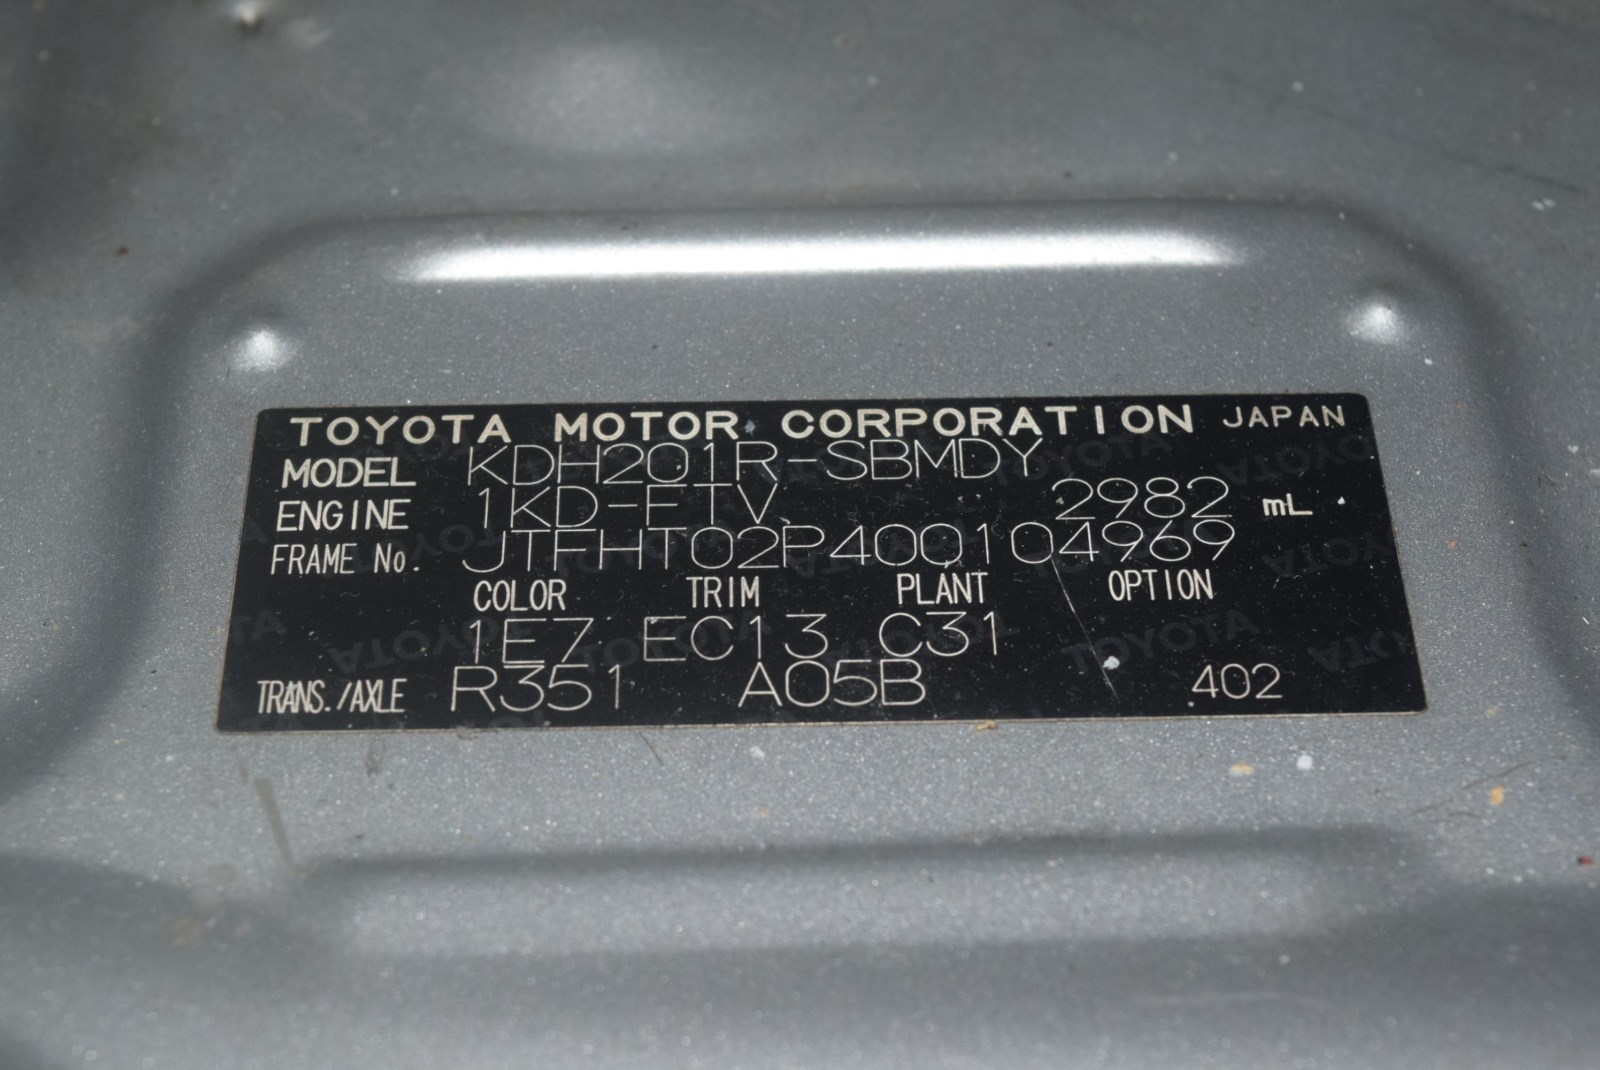 TOYOTA MOTOR CORPORATION JAPAN
MODEL KDH201R-SBMDY
ENGINE 1KD-FTV 2982 mL
FRAME No. JTFHT02P400104969
COLOR TRIM PLANT OPTION
1E7 EC13 C31
TRANS./AXLE R351 A05B 402